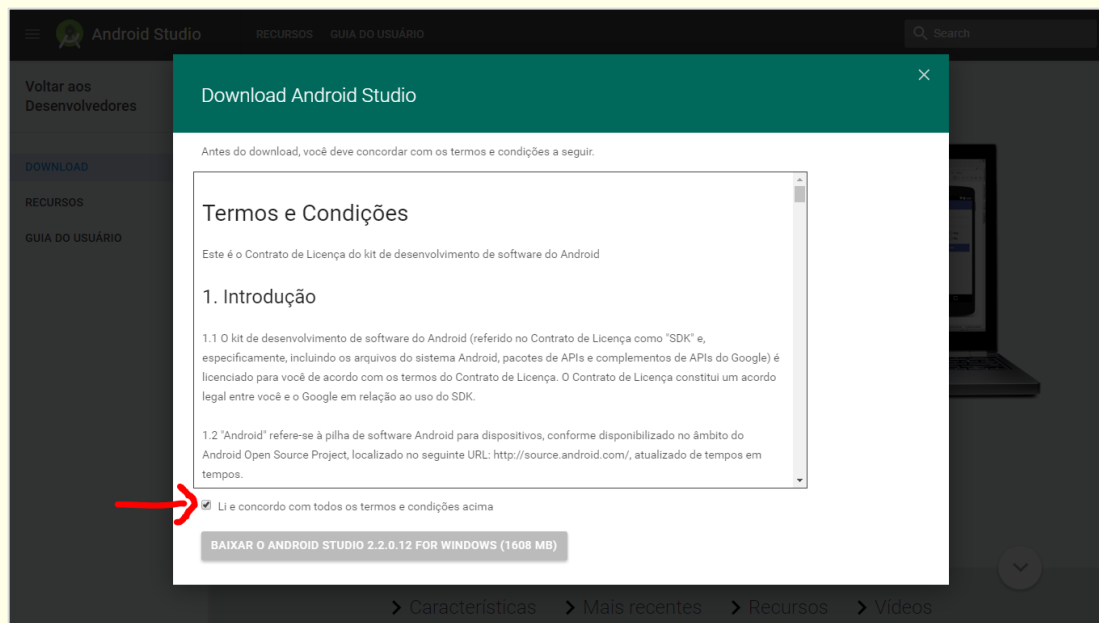 Android Studio RECURSOS GUIA DO USUÁRIO Search
Voltar aos
Desenvolvedores
DOWNLOAD
RECURSOS
GUIA DO USUÁRIO
Download Android Studio
Antes do download, você deve concordar com os termos e condições a seguir.
Termos e Condições
Este é o Contrato de Licença do kit de desenvolvimento de software do Android
1. Introdução
1.1 O kit de desenvolvimento de software do Android (referido no Contrato de Licença como "SDK" e,
especificamente, incluindo os arquivos do sistema Android, pacotes de APIs e complementos de APIs do Google) é
licenciado para você de acordo com os termos do Contrato de Licença. O Contrato de Licença constitui um acordo
legal entre você e o Google em relação ao uso do SDK.
1.2 "Android" refere-se à pilha de software Android para dispositivos, conforme disponibilizado no âmbito do
Android Open Source Project, localizado no seguinte URL: http://source.android.com/, atualizado de tempos em
tempos.
Li e concordo com todos os termos e condições acima
BAIXAR O ANDROID STUDIO 2.2.0.12 FOR WINDOWS (1608 MB)
Características Mais recentes Recursos Vídeos